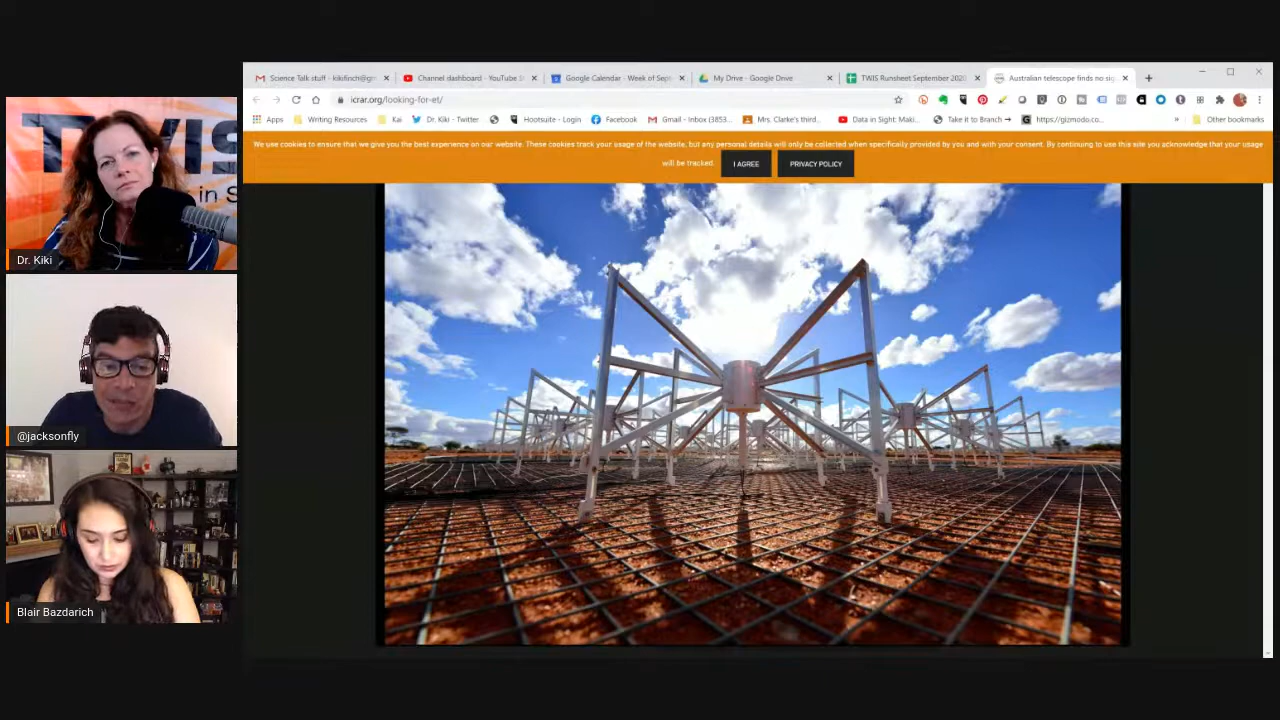 Science Talk stuff - kikifinch@gm
Channel dashboard - YouTube S
Google Calendar - Week of Sept
My Drive - Google Drive
TWIS Runsheet September 2020
Australian telescope finds no sig
icrar.org/looking-for-et/
Apps
Writing Resources
Kai
Dr. Kiki - Twitter
Hootsuite - Login
Facebook
Gmail - Inbox (3853...
Mrs. Clarke's third...
Data in Sight: Maki...
Take it to Branch →
https://gizmodo.co...
»
Other bookmarks
We use cookies to ensure that we give you the best experience on our website. These cookies track your usage of the website, but any personal details will only be collected when specifically provided by you and with your consent. By continuing to use this site you acknowledge that your usage
will be tracked.
I AGREE
PRIVACY POLICY
TWIS
in S
Dr. Kiki
@jacksonfly
Blair Bazdarich